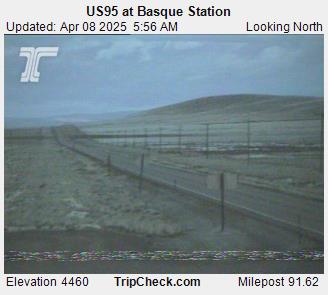 US95 at Basque Station
Updated: Apr 08 2025 5:56 AM Looking North
Elevation 4460 TripCheck.com Milepost 91.62